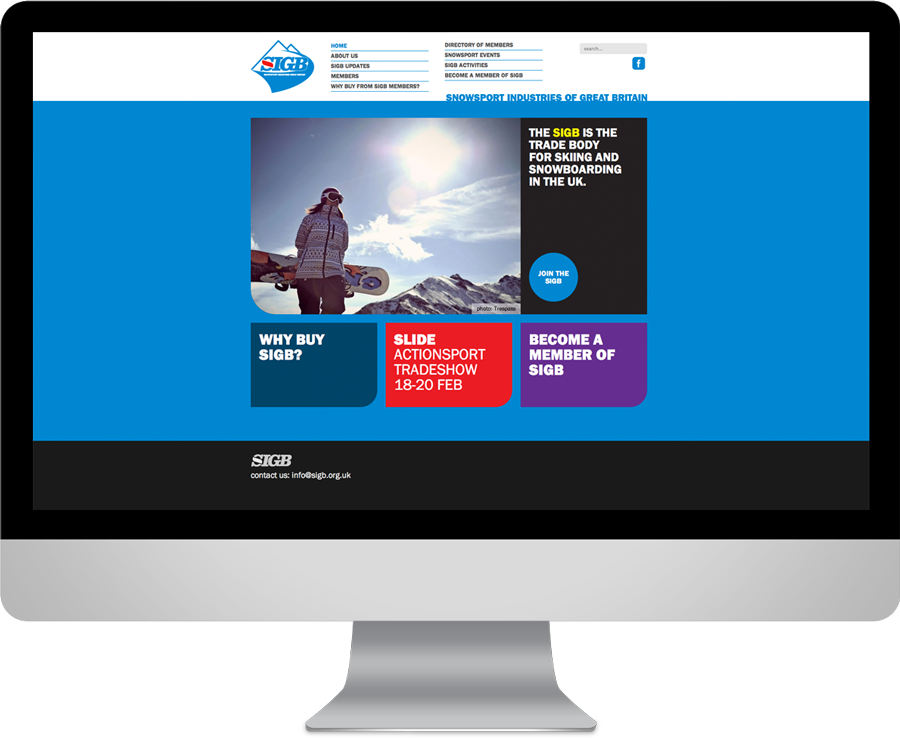 SIGB
HOME
ABOUT US
SIGB UPDATES
MEMBERS
WHY BUY FROM SIGB MEMBERS?
DIRECTORY OF MEMBERS
SNOWSPORT EVENTS
SIGB ACTIVITIES
BECOME A MEMBER OF SIGB
search...
f
SNOWSPORT INDUSTRIES OF GREAT BRITAIN
THE SIGB IS THE
TRADE BODY
FOR SKIING AND
SNOWBOARDING
IN THE UK.
JOIN THE
SIGB
photo: Trespass
WHY BUY
SIGB?
SLIDE
ACTIONSPORT
TRADESHOW
18-20 FEB
BECOME A
MEMBER OF
SIGB
SIGB
contact us: info@sigb.org.uk